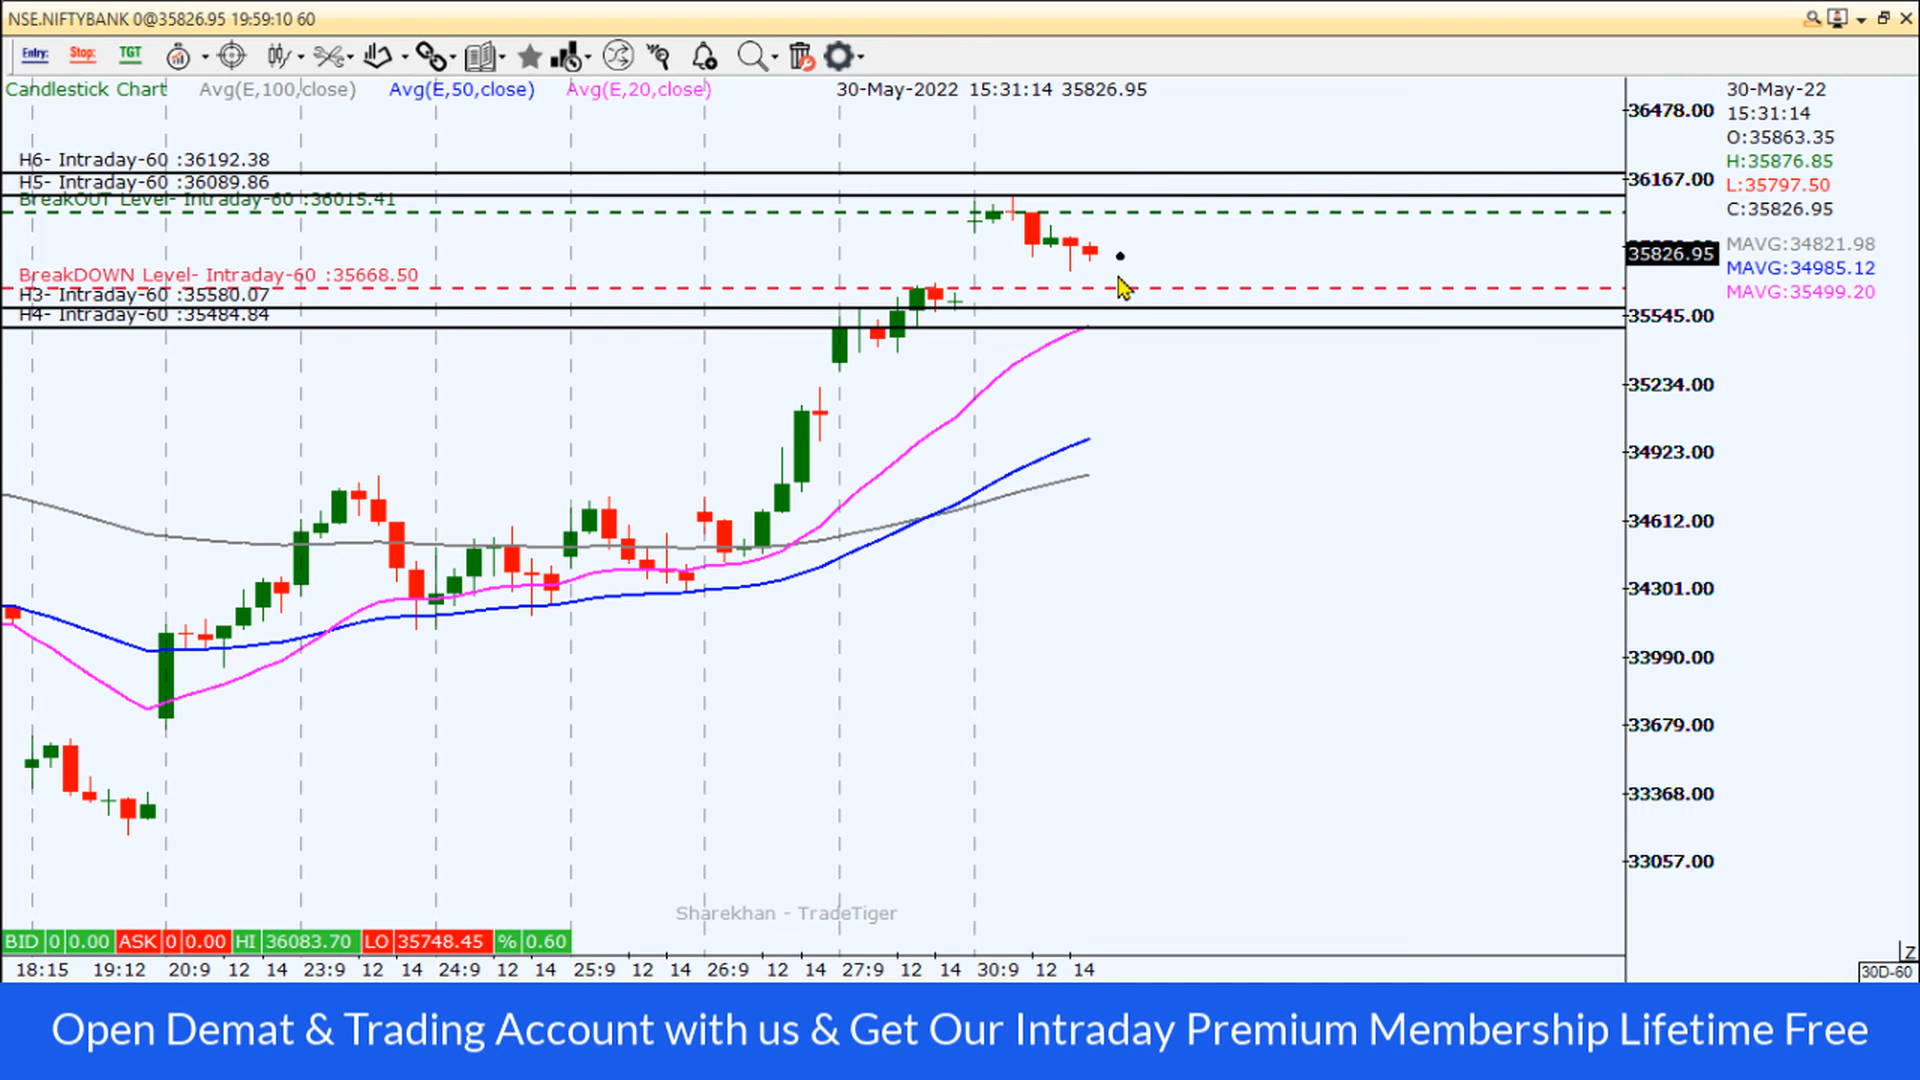 NSE.NIFTYBANK 0@35826.95 19:59:10 60
Entry: Stop: TGT
Candlestick Chart Avg(E,100,close) Avg(E,50,close) Avg(E,20,close) 30-May-2022 15:31:14 35826.95
30-May-22
15:31:14
O:35863.35
H:35876.85
L:35797.50
C:35826.95
MAVG:34821.98
MAVG:34985.12
MAVG:35499.20
H6- Intraday-60 :36192.38
H5- Intraday-60 :36089.86
BreakOUT Level- Intraday-60 :36015.41
BreakDOWN Level- Intraday-60 :35668.50
H3- Intraday-60 :35580.07
H4- Intraday-60 :35484.84
36478.00
36167.00
35826.95
35545.00
35234.00
34923.00
34612.00
34301.00
33990.00
33679.00
33368.00
33057.00
Sharekhan - TradeTiger
BID 0 0.00 ASK 0 0.00 HI 36083.70 LO 35748.45 % 0.60
Z
18:15 19:12 20:9 12 14 23:9 12 14 24:9 12 14 25:9 12 14 26:9 12 14 27:9 12 14 30:9 12 14
30D-60
Open Demat & Trading Account with us & Get Our Intraday Premium Membership Lifetime Free